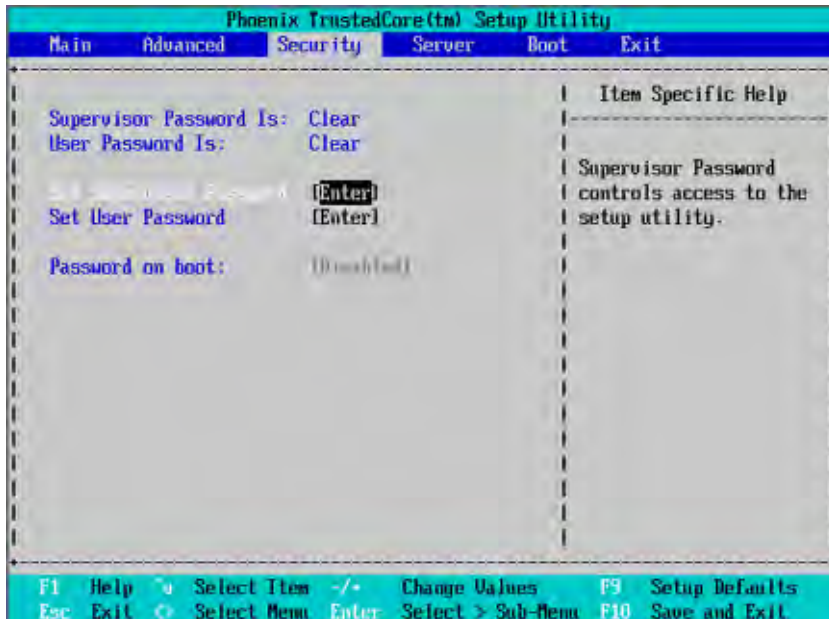 Phoenix TrustedCore(tm) Setup Utility
Main Advanced Security Server Boot Exit
Item Specific Help
Supervisor Password Is: Clear
User Password Is: Clear
Supervisor Password
controls access to the
setup utility.
Password [Enter]
Set User Password [Enter]
Password on boot: [Disabled]
F1 Help Select Item -/+ Change Values F9 Setup Defaults
Esc Exit <> Select Menu Enter Select > Sub-Menu F10 Save and Exit